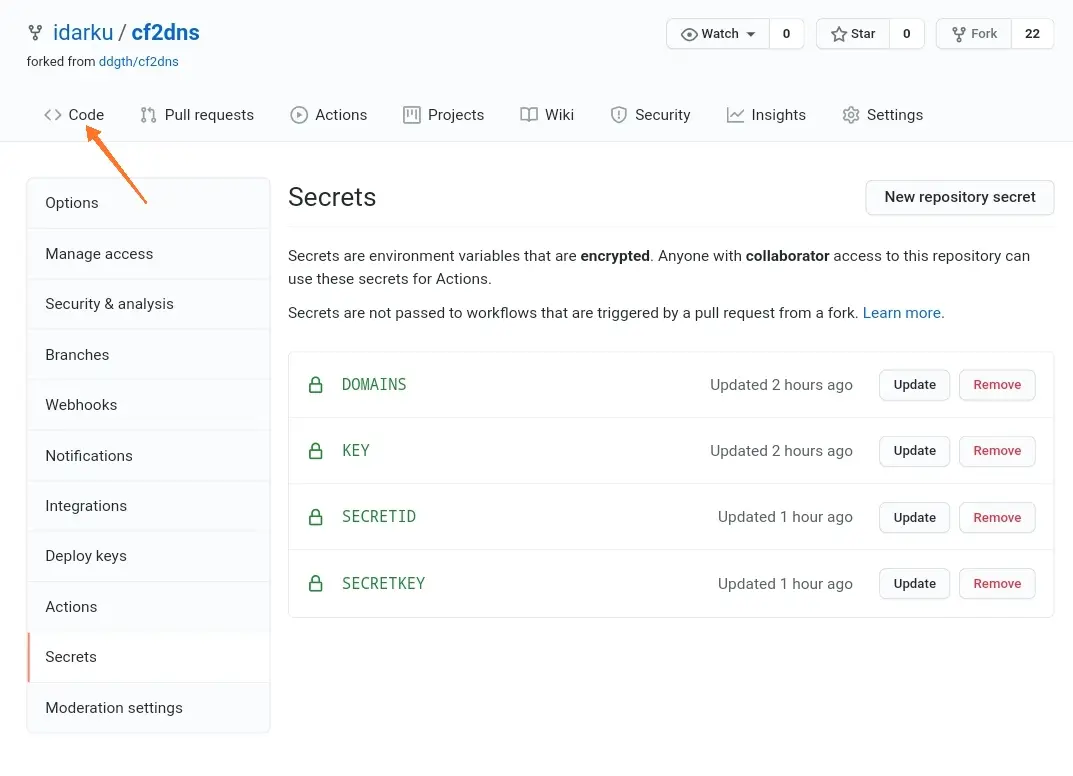 idarku / cf2dns
Watch 0 Star 0 Fork 22
forked from ddgth/cf2dns
Code Pull requests Actions Projects Wiki Security Insights Settings
Options
Manage access
Security & analysis
Branches
Webhooks
Notifications
Integrations
Deploy keys
Actions
Secrets
Moderation settings
Secrets
New repository secret
Secrets are environment variables that are encrypted. Anyone with collaborator access to this repository can
use these secrets for Actions.
Secrets are not passed to workflows that are triggered by a pull request from a fork. Learn more.
DOMAINS Updated 2 hours ago Update Remove
KEY Updated 2 hours ago Update Remove
SECRETID Updated 1 hour ago Update Remove
SECRETKEY Updated 1 hour ago Update Remove